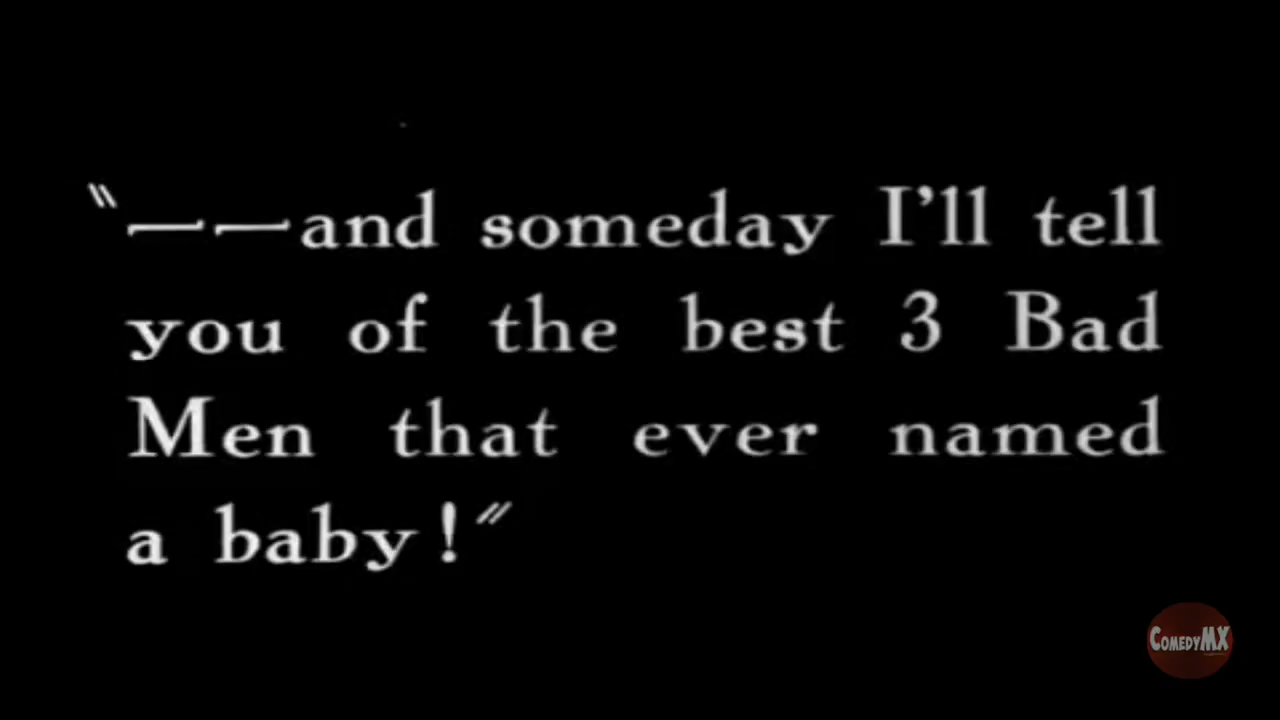 "——and someday I'll tell
you of the best 3 Bad
Men that ever named
a baby!"
COMEDYMX